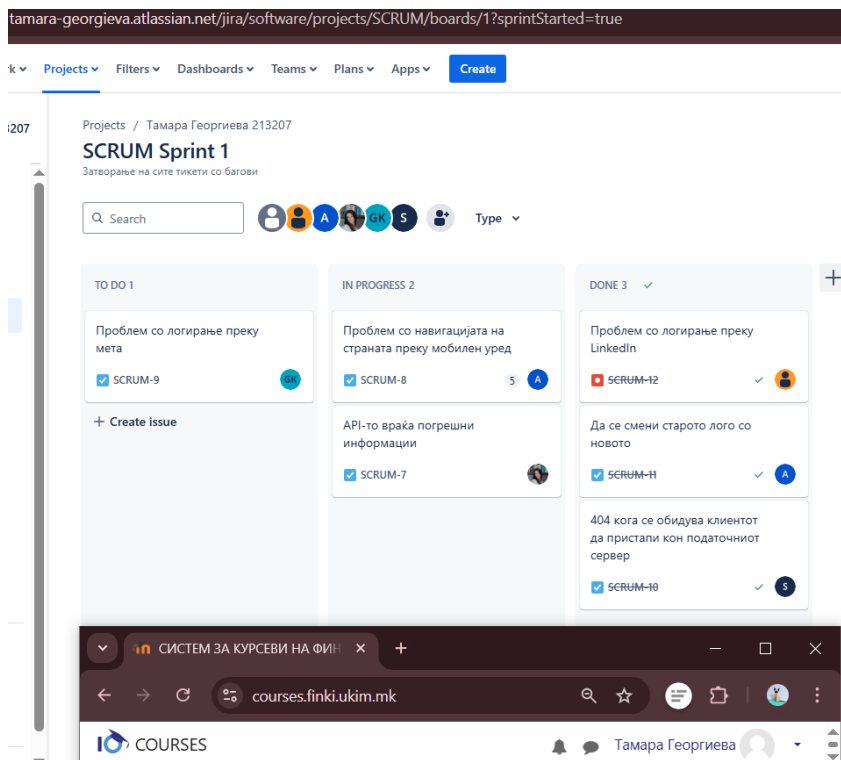 tamara-georgieva.atlassian.net/jira/software/projects/SCRUM/boards/1?sprintStarted=true
k Projects Filters Dashboards Teams Plans Apps Create
207
Projects / Тамара Георгиева 213207
SCRUM Sprint 1
Затворање на сите тикети со багови
Search
A GK S
Type
TO DO 1
Проблем со логирање преку
мета
SCRUM-9 GK
+ Create issue
IN PROGRESS 2
Проблем со навигацијата на
страната преку мобилен уред
SCRUM-8 5 A
API-то враќа погрешни
информации
SCRUM-7
DONE 3
Проблем со логирање преку
LinkedIn
SCRUM-12
Да се смени старото лого со
новото
SCRUM-11 A
404 кога се обидува клиентот
да пристапи кон податочниот
сервер
SCRUM-10 S
СИСТЕМ ЗА КУРСЕВИ НА ФИН
courses.finki.ukim.mk
COURSES
Тамара Георгиева